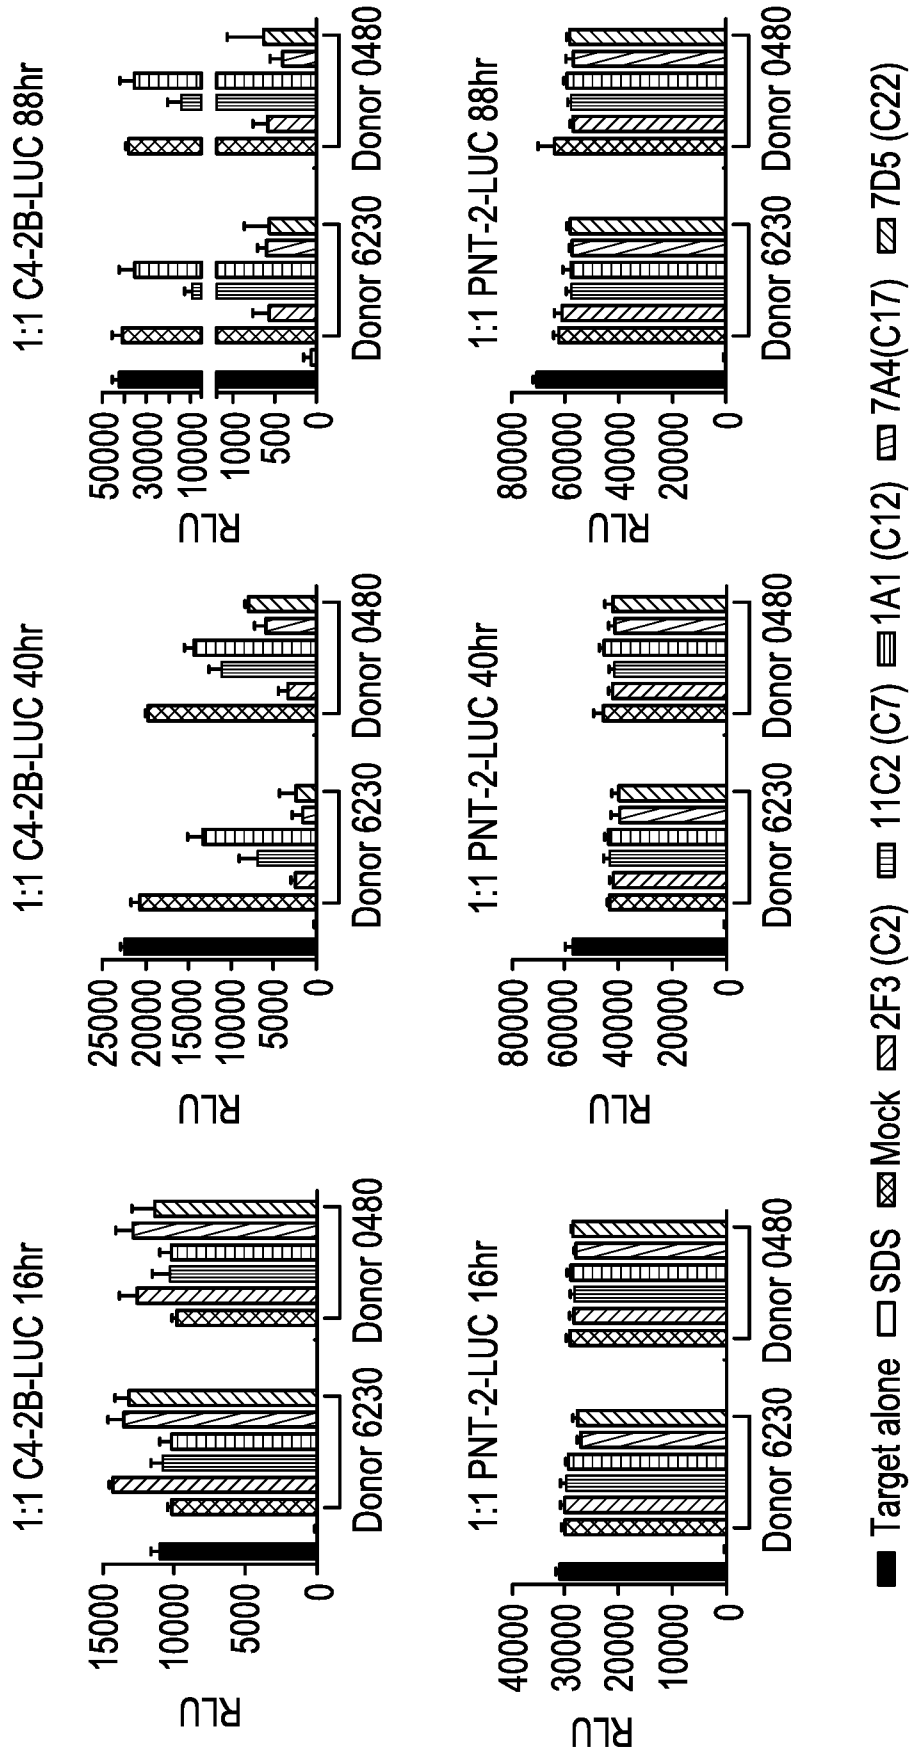 1:1 C4-2B-LUC 16hr
RLU
15000
10000
5000
0
Donor 6230
Donor 0480
1:1 C4-2B-LUC 40hr
RLU
25000
20000
15000
10000
5000
0
Donor 6230
Donor 0480
1:1 C4-2B-LUC 88hr
RLU
50000
30000
10000
1000
500
0
Donor 6230
Donor 0480
1:1 PNT-2-LUC 16hr
RLU
40000
30000
20000
10000
0
Donor 6230
Donor 0480
1:1 PNT-2-LUC 40hr
RLU
80000
60000
40000
20000
0
Donor 6230
Donor 0480
1:1 PNT-2-LUC 88hr
RLU
80000
60000
40000
20000
0
Donor 6230
Donor 0480
Target alone SDS Mock 2F3 (C2) 11C2 (C7) 1A1 (C12) 7A4(C17) 7D5 (C22)